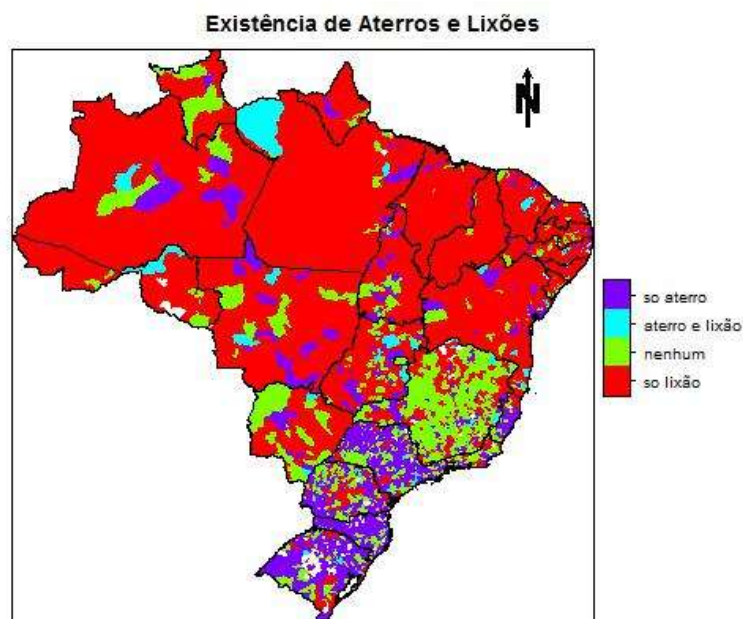 Existência de Aterros e Lixões
N
so aterro
aterro e lixão
nenhum
so lixão